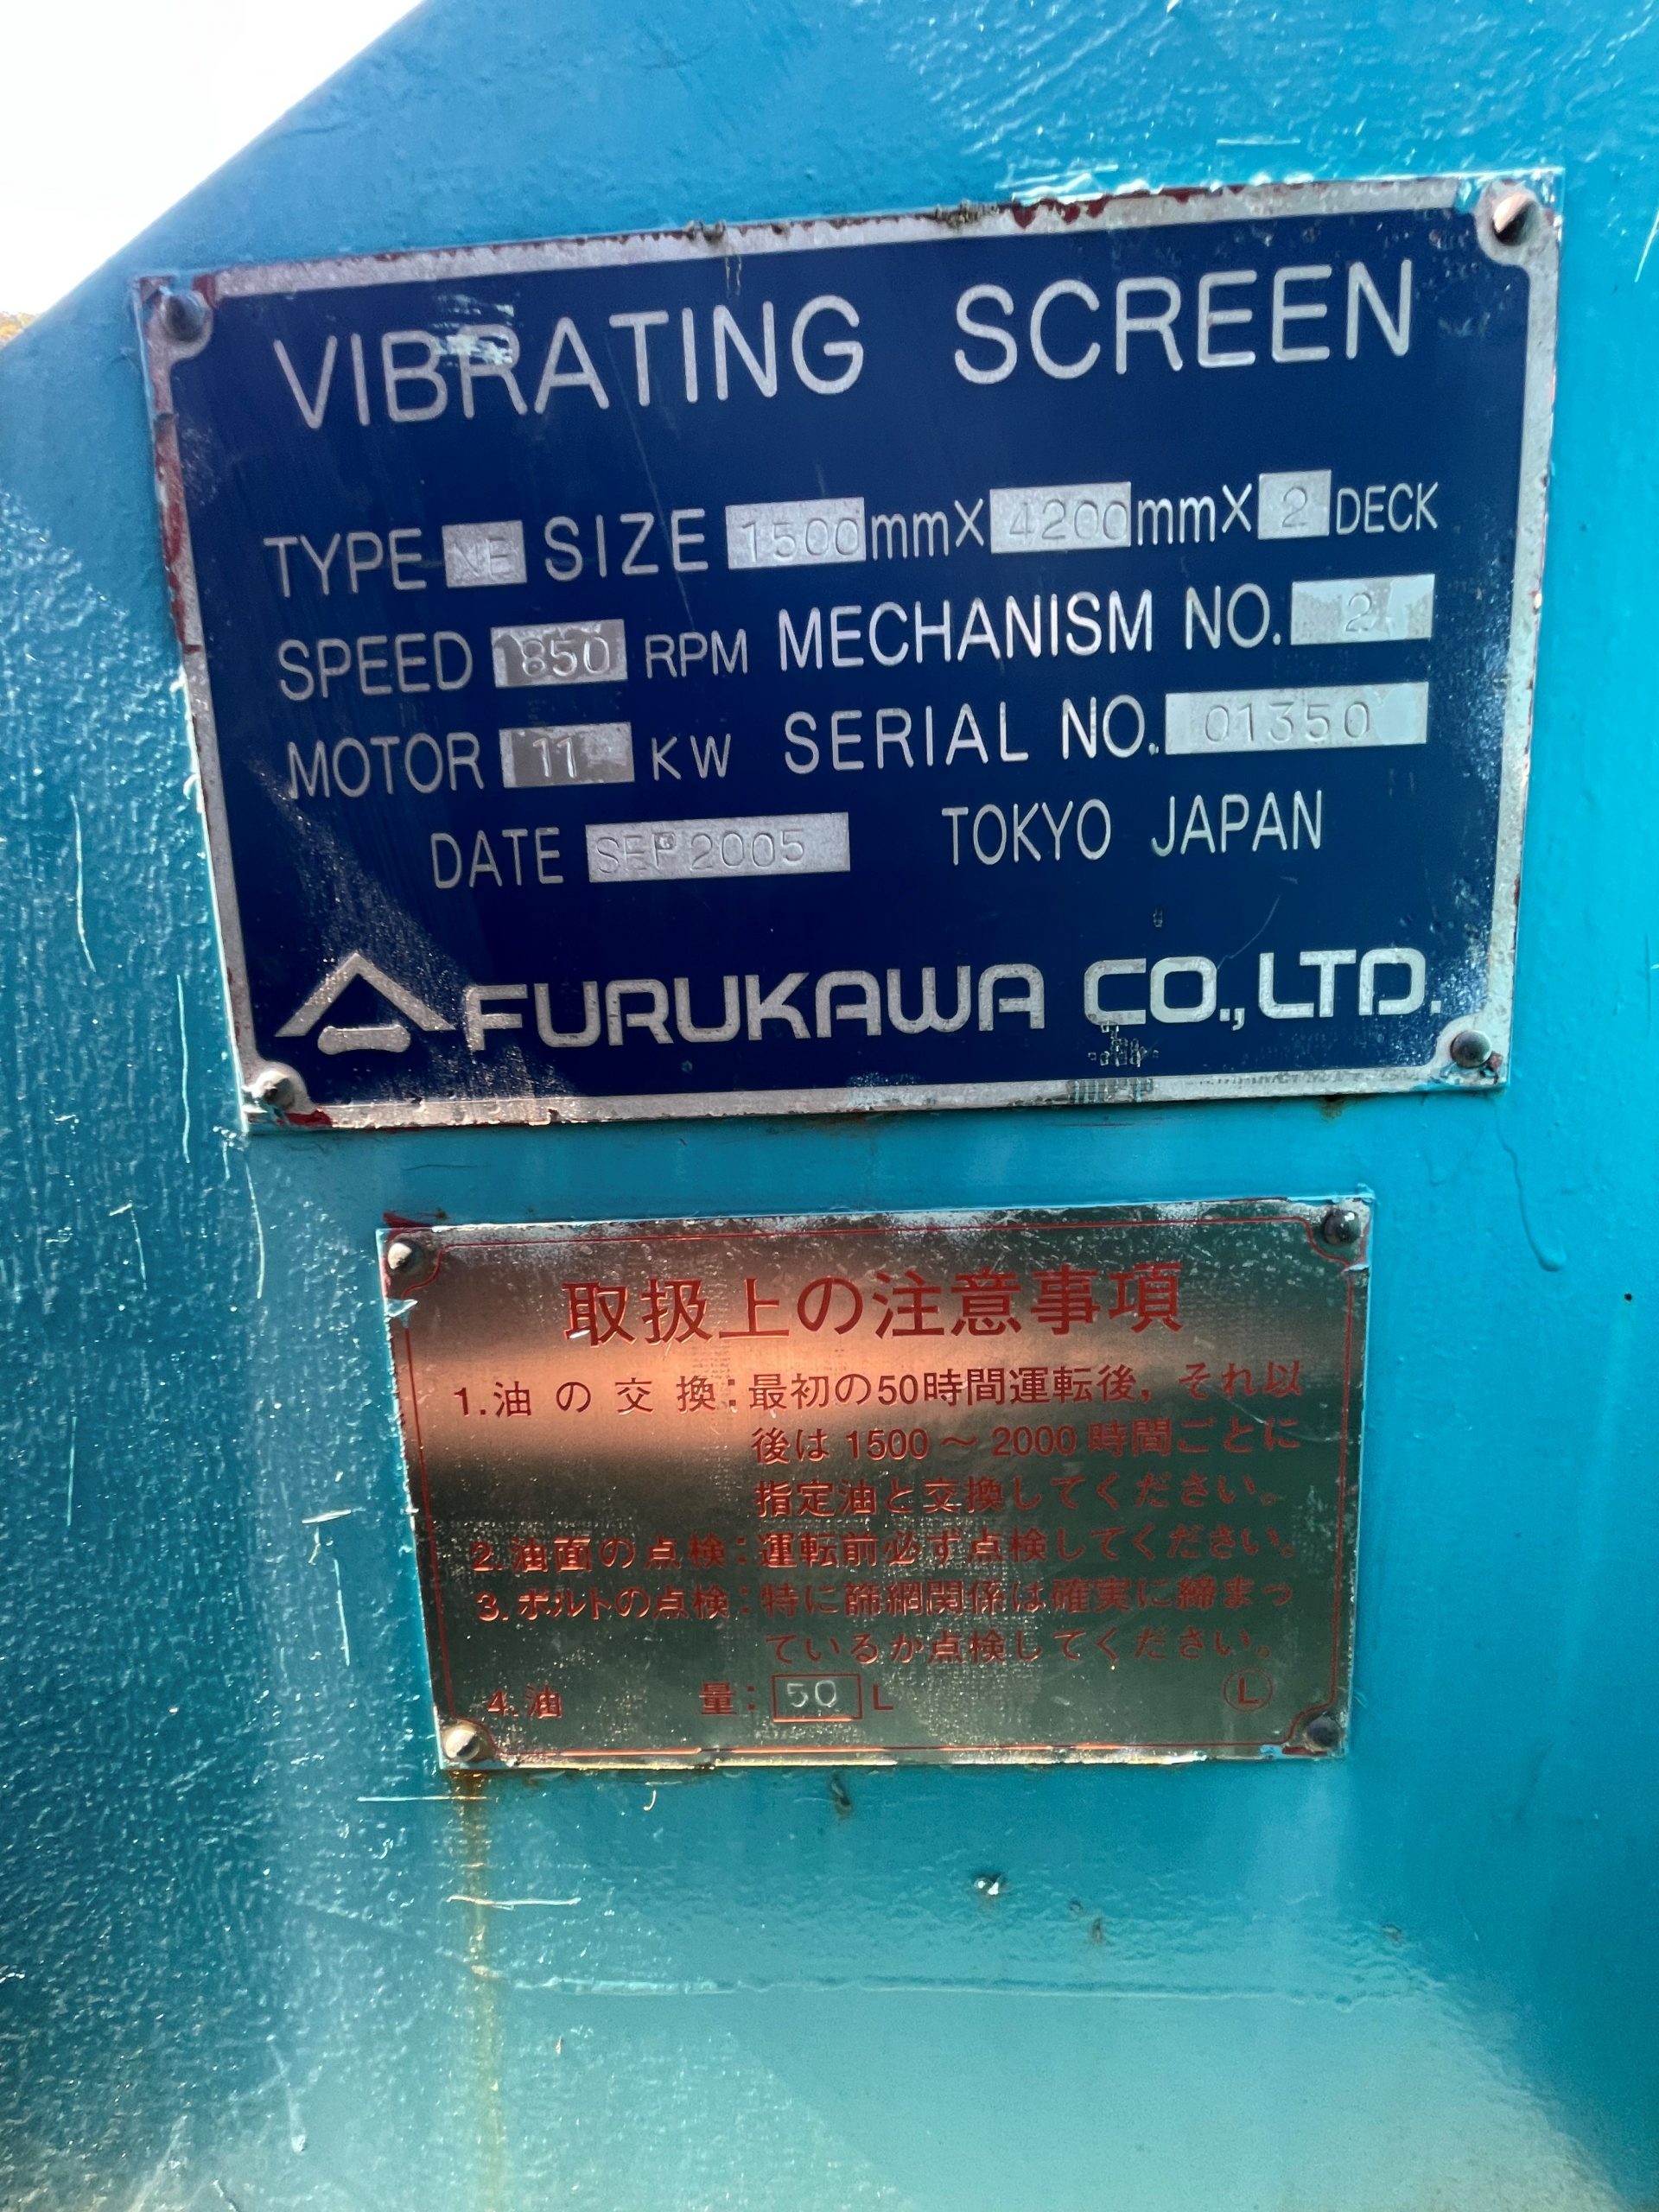 VIBRATING SCREEN
TYPE NE SIZE 1500mm×4200mm×2 DECK
SPEED 850 RPM MECHANISM NO. 2
MOTOR 11 KW SERIAL NO. 01350
DATE SEP 2005 TOKYO JAPAN
FURUKAWA CO., LTD.
取扱上の注意事項
1.油の交換:最初の50時間運転後，それ以
後は 1500～2000 時間ごとに
指定油と交換してください。
2.油面の点検:運転前必ず点検してください。
3.ボルトの点検:特に篩網関係は確実に締まっ
ているか点検してください。
4.油量:50 L Ⓛ